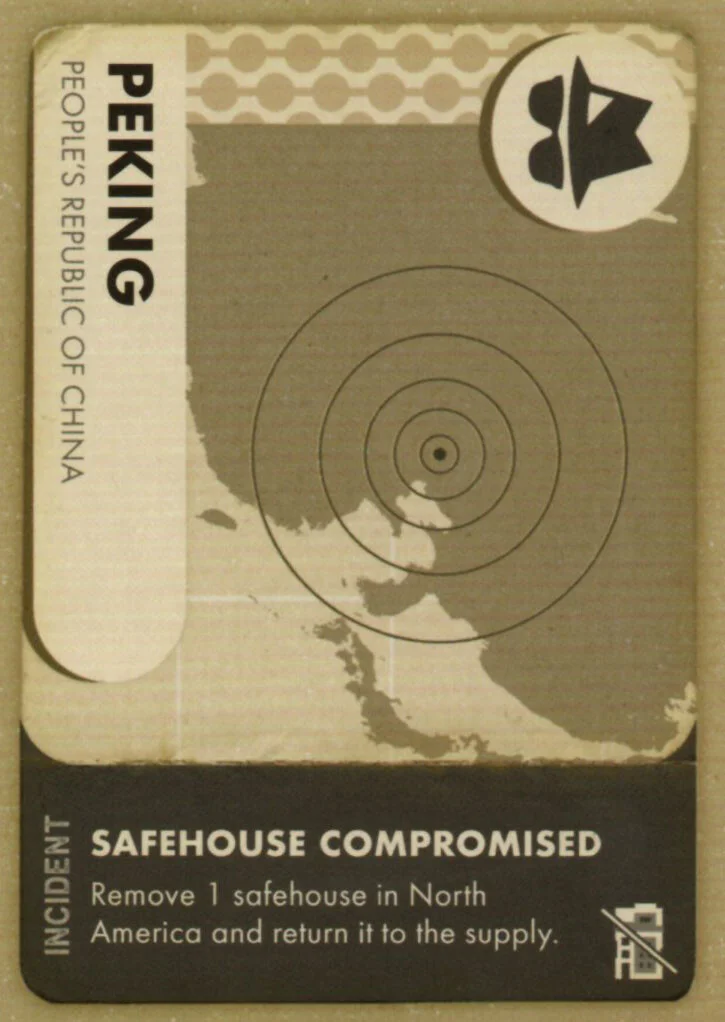 PEKING
PEOPLE'S REPUBLIC OF CHINA
INCIDENT
SAFEHOUSE COMPROMISED
Remove 1 safehouse in North
America and return it to the supply.